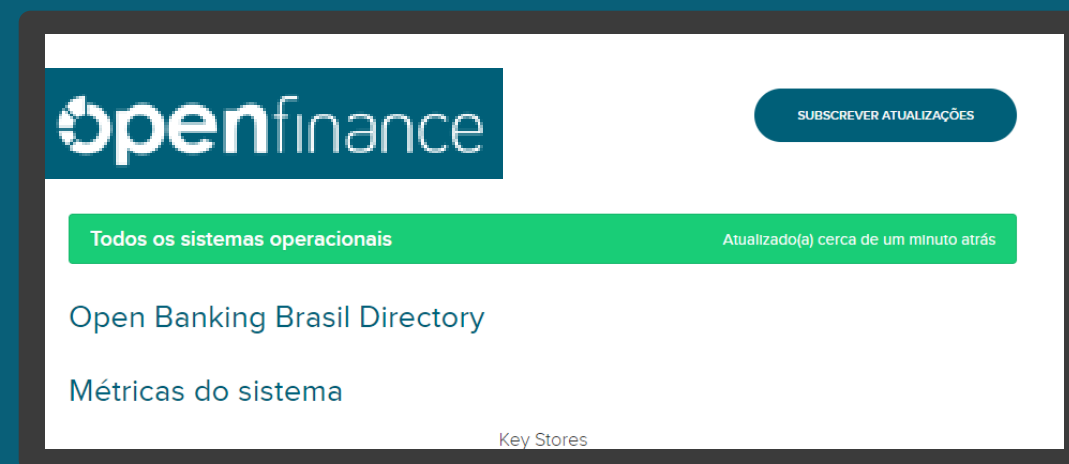 openfinance
SUBSCREVER ATUALIZAÇÕES
Todos os sistemas operacionais
Atualizado(a) cerca de um minuto atrás
Open Banking Brasil Directory
Métricas do sistema
Key Stores